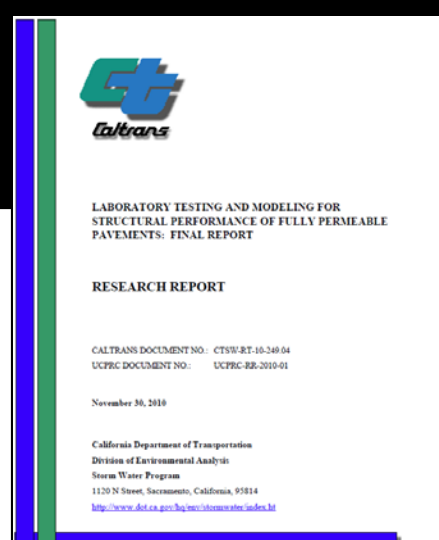 Ct
Caltrans
LABORATORY TESTING AND MODELING FOR
STRUCTURAL PERFORMANCE OF FULLY PERMEABLE
PAVEMENTS: FINAL REPORT
RESEARCH REPORT
CALTRANS DOCUMENT NO.: CTSW-RT-10-249.04
UCPRC DOCUMENT NO.: UCPRC-RR-2010-01
November 30, 2010
California Department of Transportation
Division of Environmental Analysis
Storm Water Program
1120 N Street, Sacramento, California, 95814
http://www.dot.ca.gov/hq/env/stormwater/index.ht